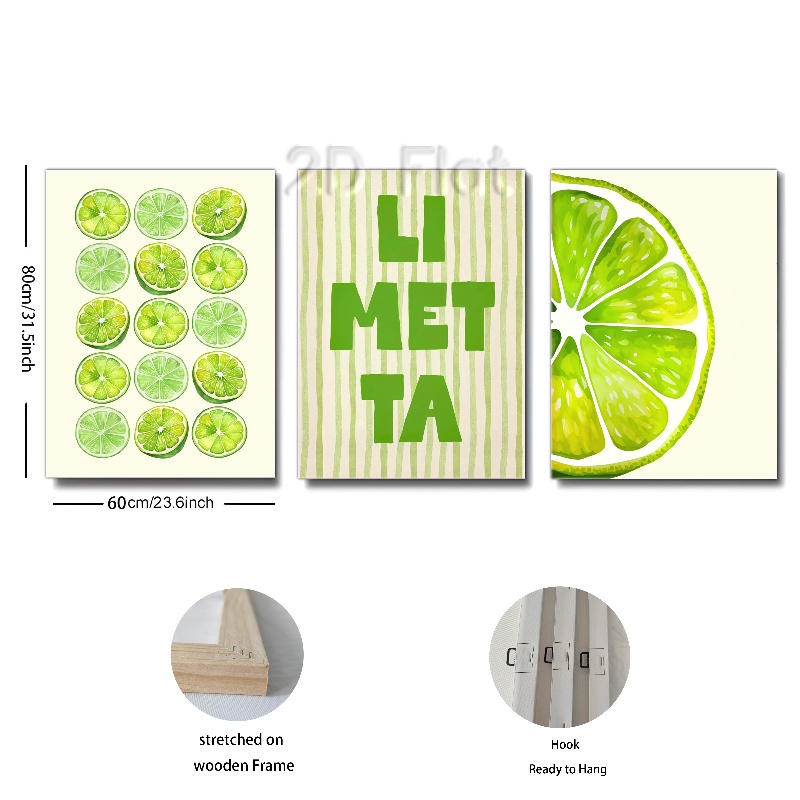 2D Flat
LI
MET
TA
80cm/31.5inch
60cm/23.6inch
stretched on
wooden Frame
Hook
Ready to Hang